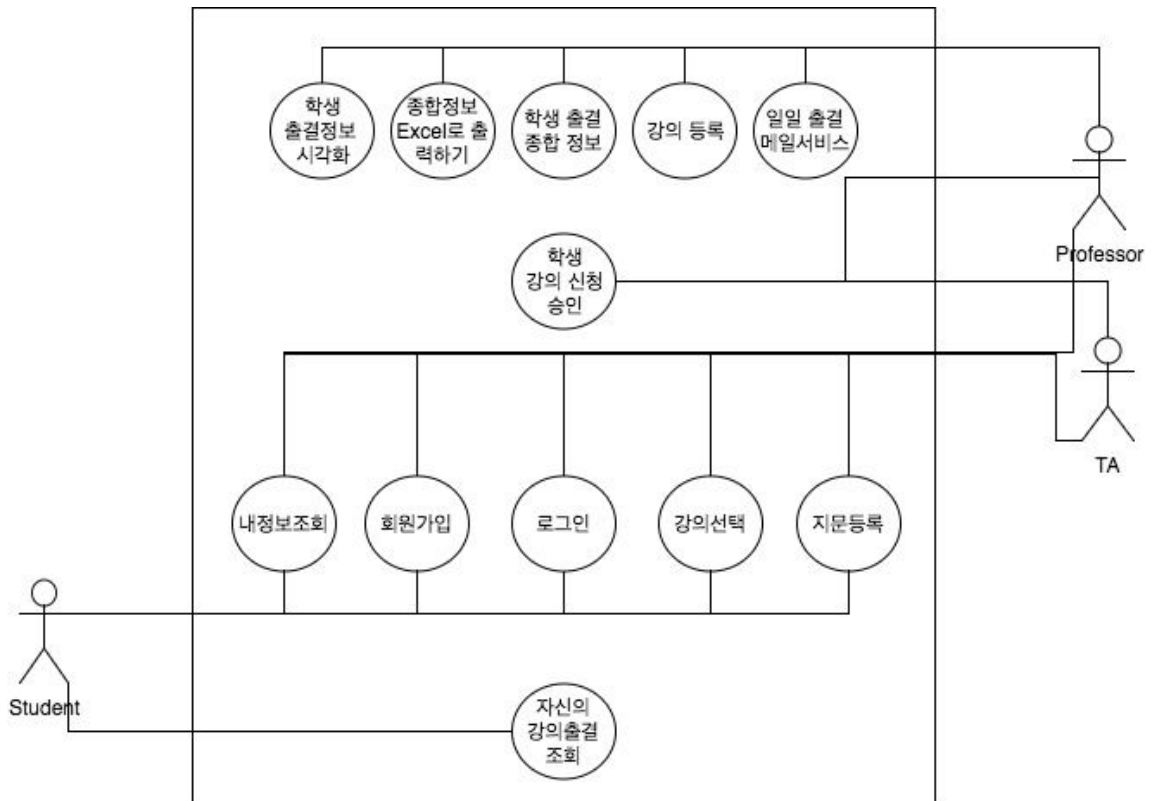 학생
출결정보
시각화
종합정보
Excel로 출
력하기
학생 출결
종합 정보
강의 등록
일일 출결
메일서비스
Professor
학생
강의 신청
승인
TA
내정보조회
회원가입
로그인
강의선택
지문등록
Student
자신의
강의출결
조회